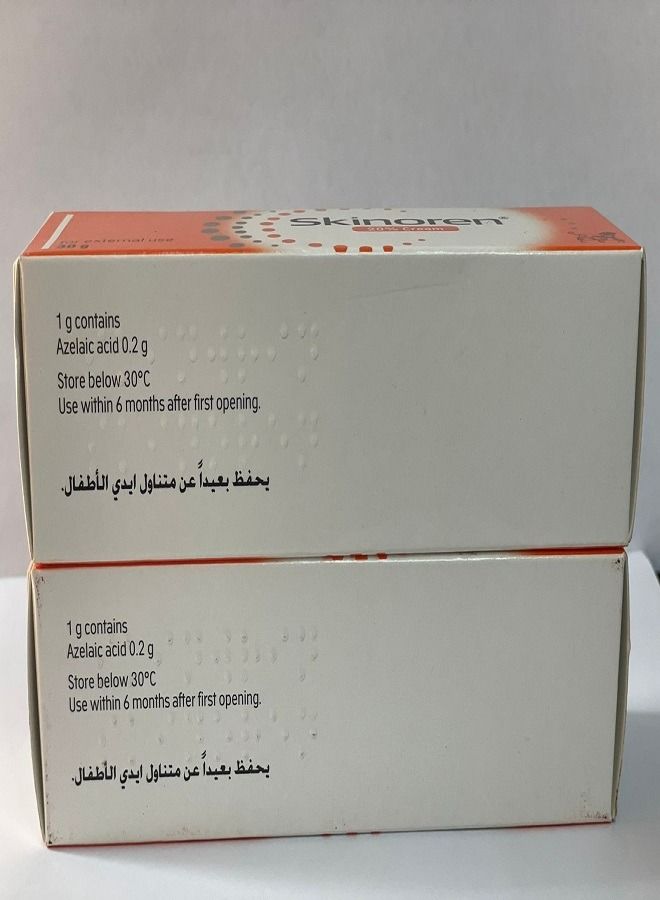 Skinoren®
20% Cream
For external use
30 g
1 g contains
Azelaic acid 0.2 g
Store below 30°C
Use within 6 months after first opening.
يحفظ بعيداً عن متناول ايدي الأطفال.
1 g contains
Azelaic acid 0.2 g
Store below 30°C
Use within 6 months after first opening.
يحفظ بعيداً عن متناول ايدي الأطفال.